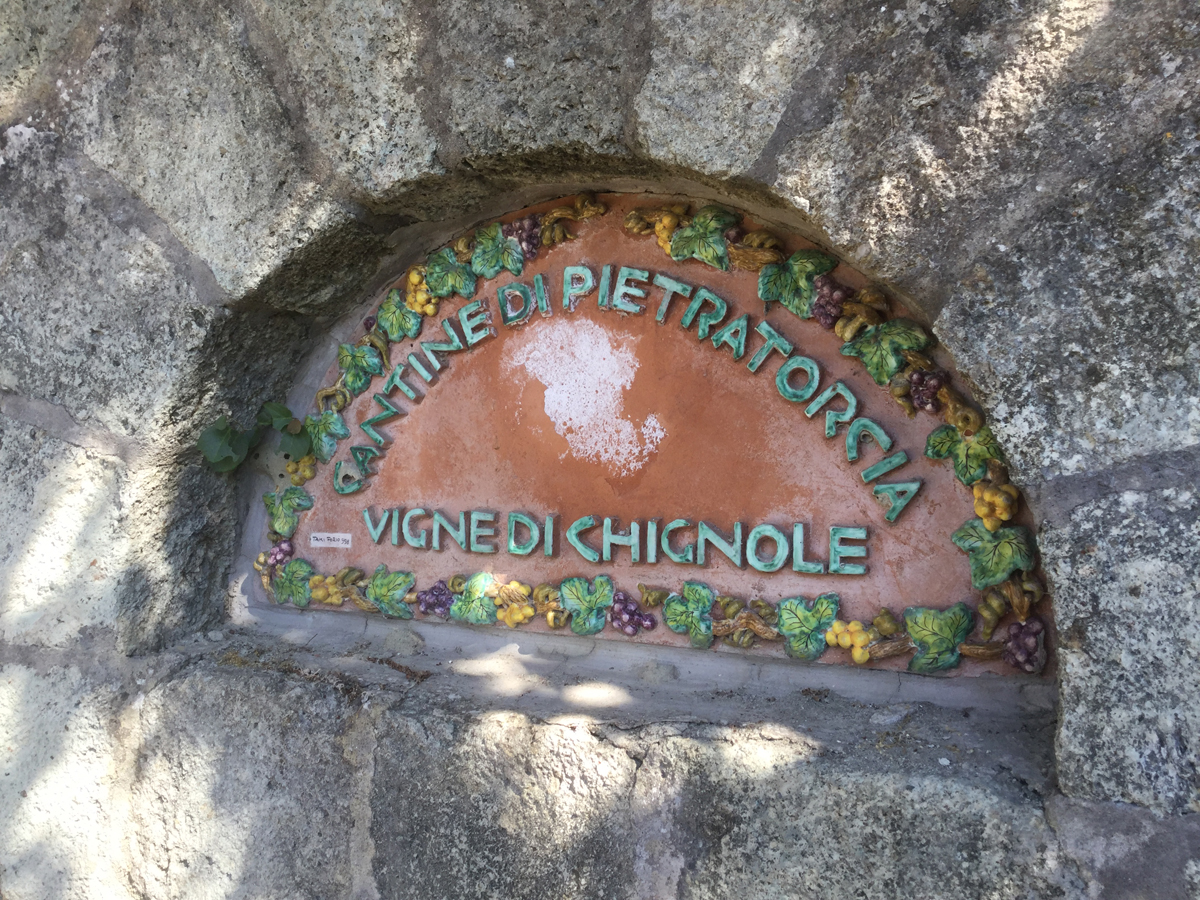 CANTINE DI PIETRATORCIA
VIGNE DI CHIGNOLE